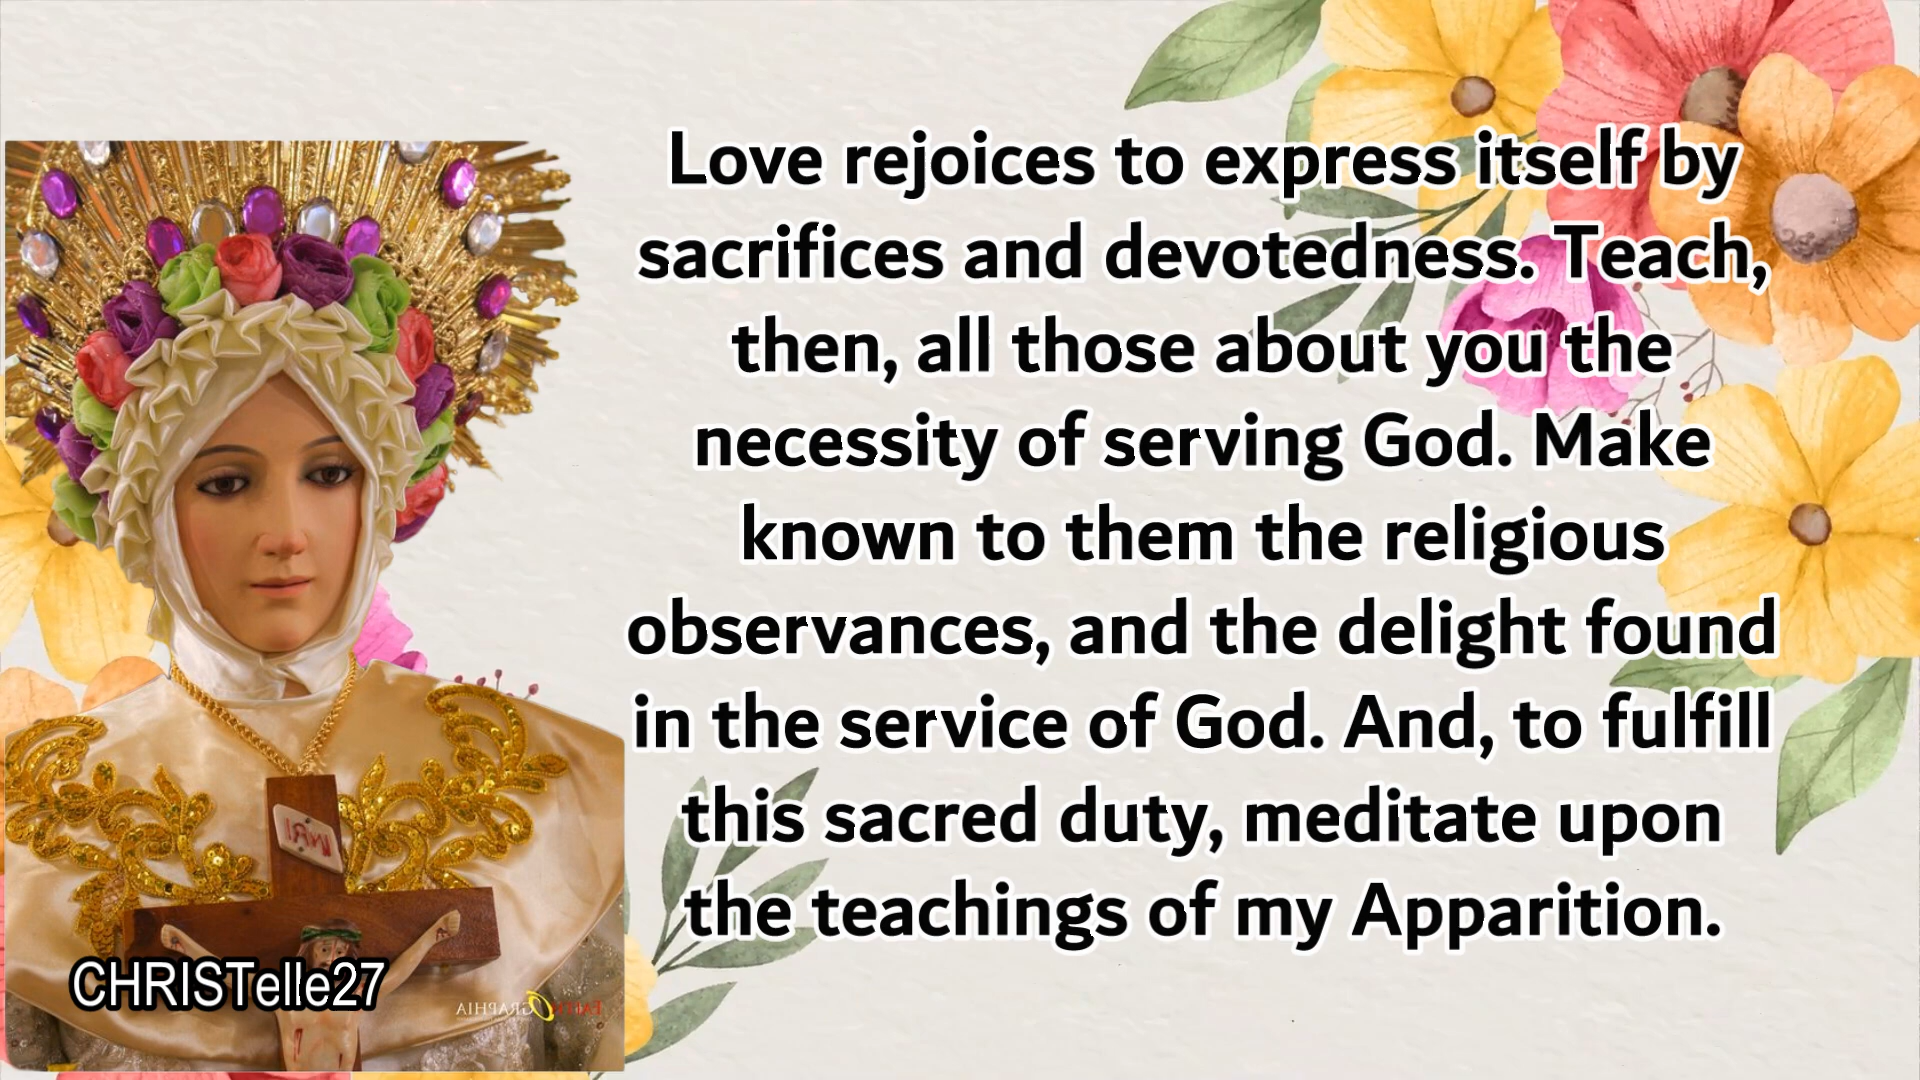 Love rejoices to express itself by
sacrifices and devotedness. Teach,
then, all those about you the
necessity of serving God. Make
known to them the religious
observances, and the delight found
in the service of God. And, to fulfill
this sacred duty, meditate upon
the teachings of my Apparition.
INRI
CHRISTelle27